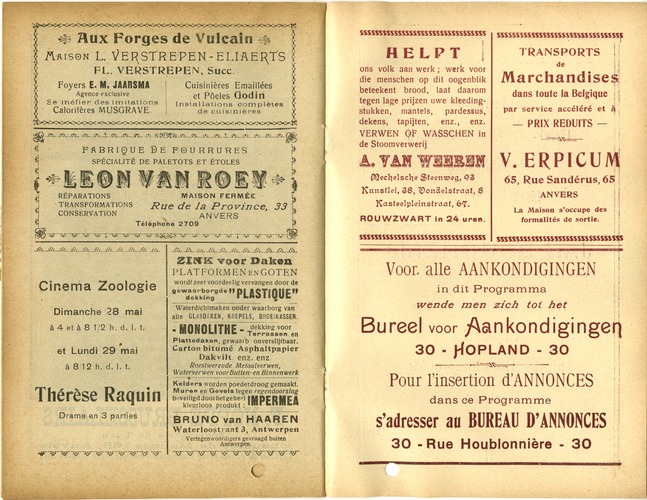 Aux Forges de Vulcain
MAISON L. VERSTREPEN-ELIAERTS
FL. VERSTREPEN, Succ.
Foyers E. M. JAARSMA
Agence exclusive
Se méfier des imitations
Calorifères MUSGRAVE.
Cuisinières Emaillées
et Pôeles Godin
Installations complètes
de cuisinières
FABRIQUE DE FOURRURES
SPÉCIALITÉ DE PALETOTS ET ÉTOLES
LEON VAN ROEY
RÉPARATIONS
TRANSFORMATIONS
CONSERVATION
MAISON FERMÉE
Rue de la Province, 33
ANVERS
Téléphone 2709
Cinema Zoologie
Dimanche 28 mai
à 4 et à 8 1/2 h. d. l. t.
et Lundi 29 mai
à 8 1/2 h. d. l. t.
Thérèse Raquin
Drame en 3 parties
ZINK voor Daken
PLATFORMEN EN GOTEN
wordt zeer voordeelig vervangen door de
gewaarborgde "PLASTIQUE"
dekking
Waterdichtmaken onder waarborg van
alle GLASDAKEN, KOEPELS, BROEIKASSEN.
- MONOLITHE - dekking voor
Terrassen en
Plattedaken, gewaarb onverslijtbaar.
Carton bitumé Asphaltpapier
Dakvilt enz. enz
Roestwerende Metaalverwen,
Waterverwen voor Buiten- en Binnenwerk
Kelders worden poederdroog gemaakt.
Muren en Gevels tegen regendoorslag
beveiligd door het geheel IMPERMEA
kleurloos produkt
BRUNO van HAAREN
Waterloostraat 3, Antwerpen
Vertegenwoordigers gevraagd buiten
Antwerpen.
HELPT
ons volk aan werk; werk voor
die menschen op dit oogenblik
beteekent brood, laat daarom
tegen lage prijzen uwe kleeding-
stukken, mantels, pardessus,
dekens, tapijten, enz., enz.
VERWEN OF WASSCHEN in
de Stoomververij
A. VAN WEEREN
Mechelsche Steenweg, 93
Kunstlei, 38, Vondelstraat, 8
Kasteelpleinstraat, 67.
ROUWZWART in 24 uren.
TRANSPORTS
de
Marchandises
dans toute la Belgique
par service accéléré et à
— PRIX REDUITS —
V. ERPICUM
65, Rue Sandérus, 65
ANVERS
La Maison s'occupe des
formalités de sortie.
Voor alle AANKONDIGINGEN
in dit Programma
wende men zich tot het
Bureel voor Aankondigingen
30 - HOPLAND - 30
Pour l'insertion d'ANNONCES
dans ce Programme
s'adresser au BUREAU D'ANNONCES
30 - Rue Houblonnière - 30